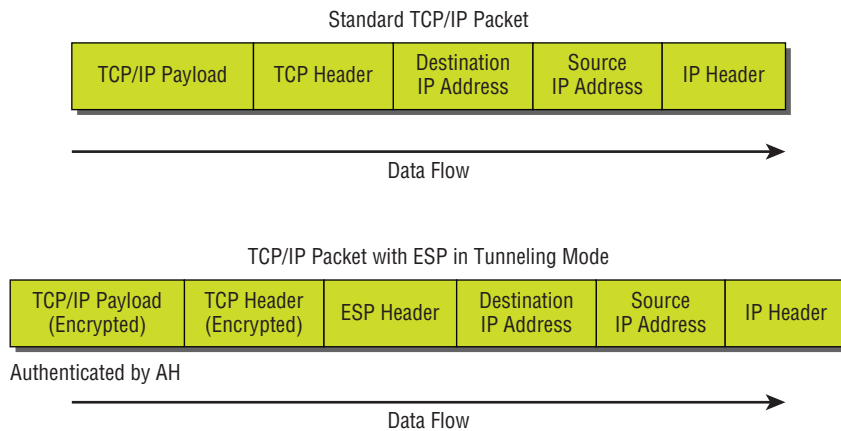 Standard TCP/IP Packet
TCP/IP Payload
TCP Header
Destination
IP Address
Source
IP Address
IP Header
Data Flow
TCP/IP Packet with ESP in Tunneling Mode
TCP/IP Payload
(Encrypted)
TCP Header
(Encrypted)
ESP Header
Destination
IP Address
Source
IP Address
IP Header
Authenticated by AH
Data Flow